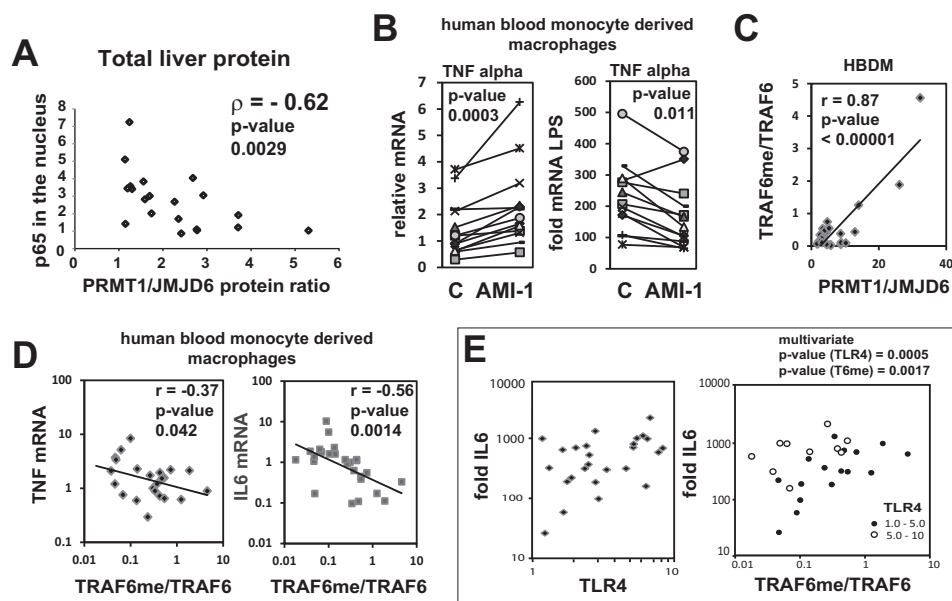 A
Total liver protein
ρ = - 0.62
p-value
0.0029
8
7
6
5
4
3
2
1
0
p65 in the nucleus
0 1 2 3 4 5 6
PRMT1/JMJD6 protein ratio
B
human blood monocyte derived
macrophages
TNF alpha
p-value
0.0003
7
6
5
4
3
2
1
0
relative mRNA
C AMI-1
TNF alpha
p-value
0.011
600
500
400
300
200
100
0
fold mRNA LPS
C AMI-1
C
HBDM
r = 0.87
p-value
< 0.00001
5
4
3
2
1
0
TRAF6me/TRAF6
0 20 40
PRMT1/JMJD6
D
human blood monocyte derived
macrophages
r = -0.37
p-value
0.042
100
10
1
0.1
TNF mRNA
0.01 0.1 1 10
TRAF6me/TRAF6
r = -0.56
p-value
0.0014
100
10
1
0.1
0.01
IL6 mRNA
0.01 0.1 1 10
TRAF6me/TRAF6
E
multivariate
p-value (TLR4) = 0.0005
p-value (T6me) = 0.0017
10000
1000
100
10
fold IL6
1 10
TLR4
10000
1000
100
10
fold IL6
TLR4
1.0 - 5.0
5.0 - 10
0.01 0.1 1 10
TRAF6me/TRAF6